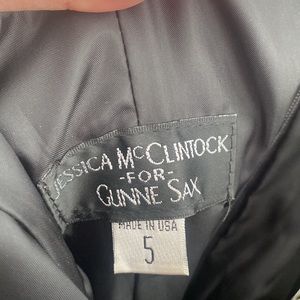 JESSICA MCCLINTOCK
-FOR-
GUNNE SAX
MADE IN USA
5